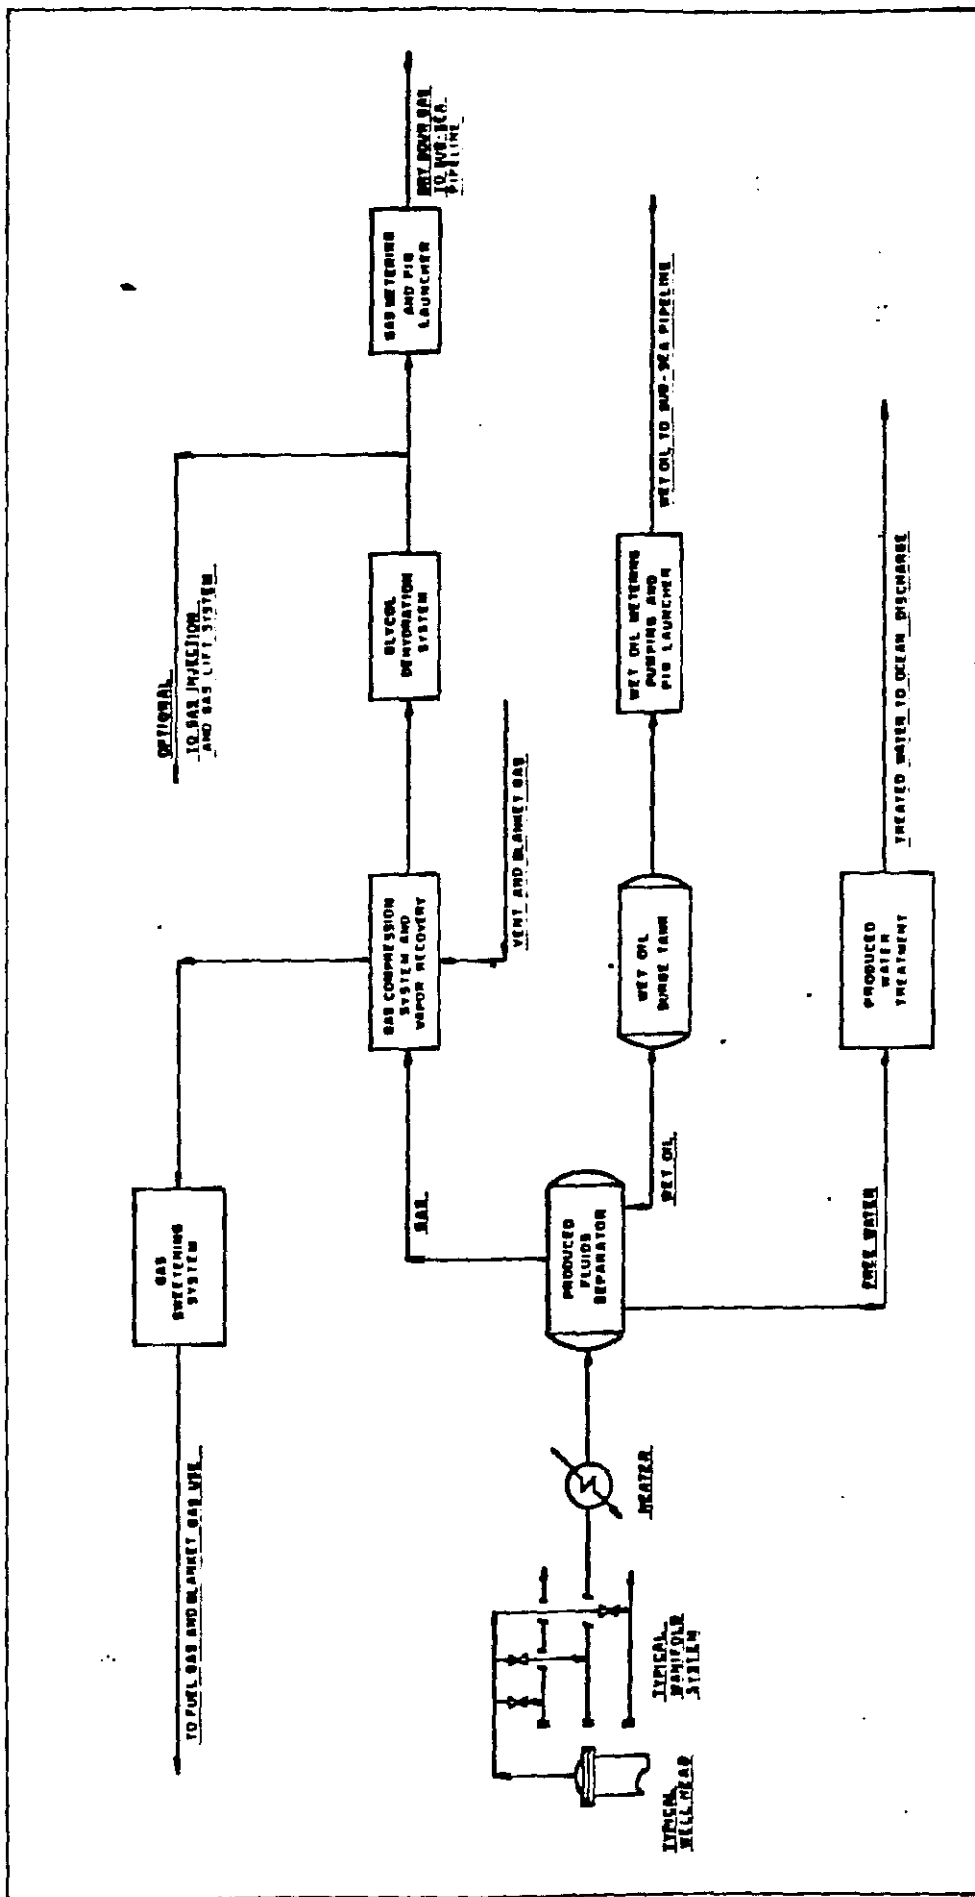 TYPICAL
WELL HEAD
TYPICAL
MANIFOLD
SYSTEM
HEATER
PRODUCED
FLUIDS
SEPARATOR
GAS
WET OIL
FREE WATER
TO FUEL GAS AND BLANKET GAS USE
GAS
SWEETENING
SYSTEM
GAS COMPRESSION
SYSTEM AND
VAPOR RECOVERY
VENT AND BLANKET GAS
WET OIL
SURGE TANK
PRODUCED
WATER
TREATMENT
OPTIONAL
TO GAS INJECTION
AND GAS LIFT SYSTEM
GLYCOL
DEHYDRATION
SYSTEM
WET OIL METERING
PUMPING AND
PIG LAUNCHER
TREATED WATER TO OCEAN DISCHARGE
WET OIL TO SUB-SEA PIPELINE
GAS METERING
AND PIG
LAUNCHER
DRY SOUR GAS
TO SUB-SEA
PIPELINE